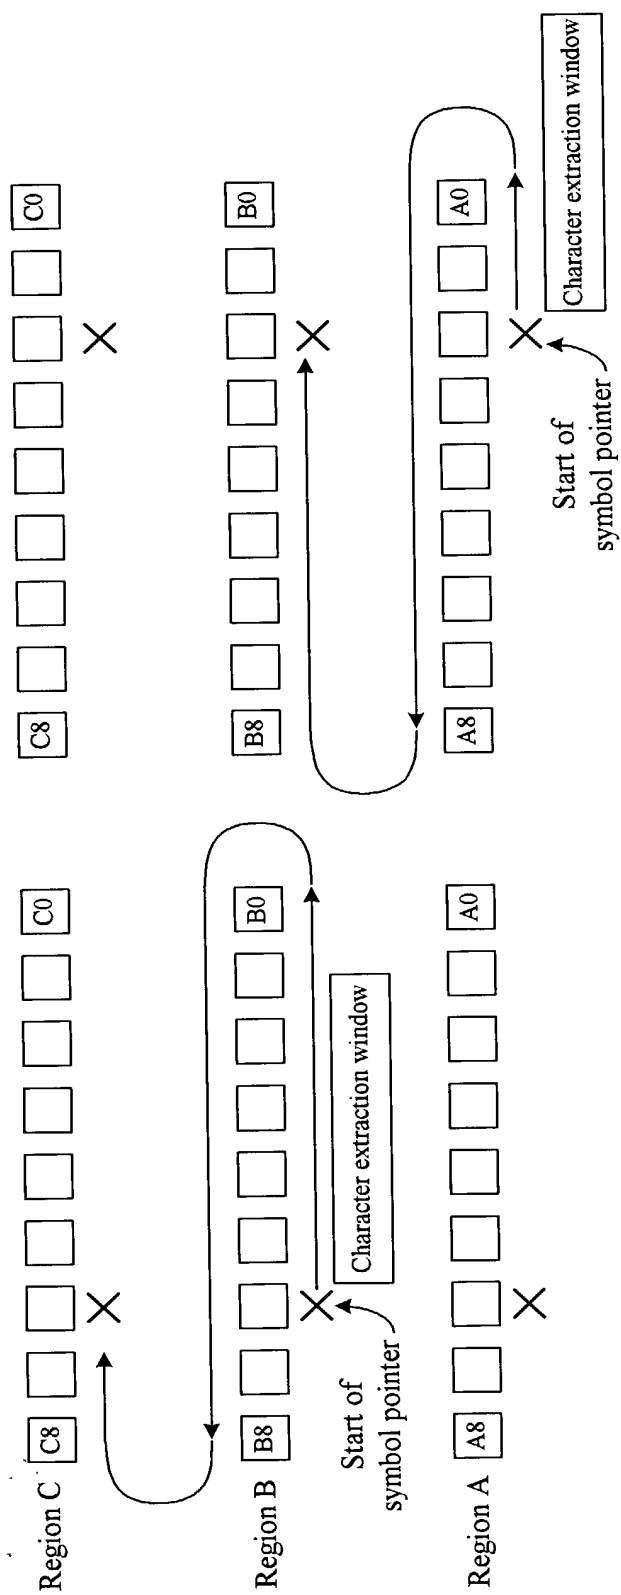 Region C
C8
C0
C8
C0
Region B
B8
B0
B8
B0
Start of
symbol pointer
Character extraction window
Region A
A8
A0
A8
A0
Start of
symbol pointer
Character extraction window